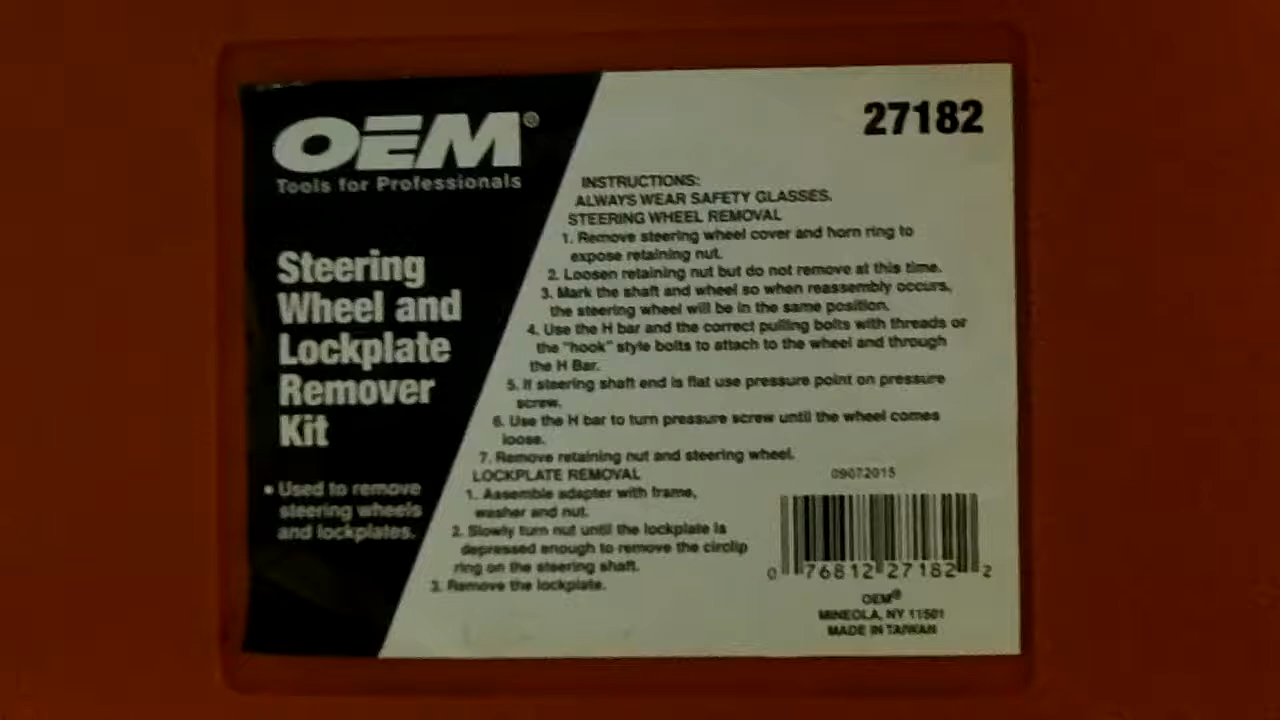 OEM®
Tools for Professionals
Steering
Wheel and
Lockplate
Remover
Kit
• Used to remove
steering wheels
and lockplates.
27182
INSTRUCTIONS:
ALWAYS WEAR SAFETY GLASSES.
STEERING WHEEL REMOVAL
1. Remove steering wheel cover and horn ring to
expose retaining nut.
2. Loosen retaining nut but do not remove at this time.
3. Mark the shaft and wheel so when reassembly occurs,
the steering wheel will be in the same position.
4. Use the H bar and the correct pulling bolts with threads or
the "hook" style bolts to attach to the wheel and through
the H Bar.
5. If steering shaft end is flat use pressure point on pressure
screw.
6. Use the H bar to turn pressure screw until the wheel comes
loose.
7. Remove retaining nut and steering wheel.
LOCKPLATE REMOVAL
1. Assemble adapter with frame,
washer and nut.
2. Slowly turn nut until the lockplate is
depressed enough to remove the circlip
ring on the steering shaft.
3. Remove the lockplate.
09072015
0 76812 27182 2
OEM®
MINEOLA, NY 11501
MADE IN TAIWAN